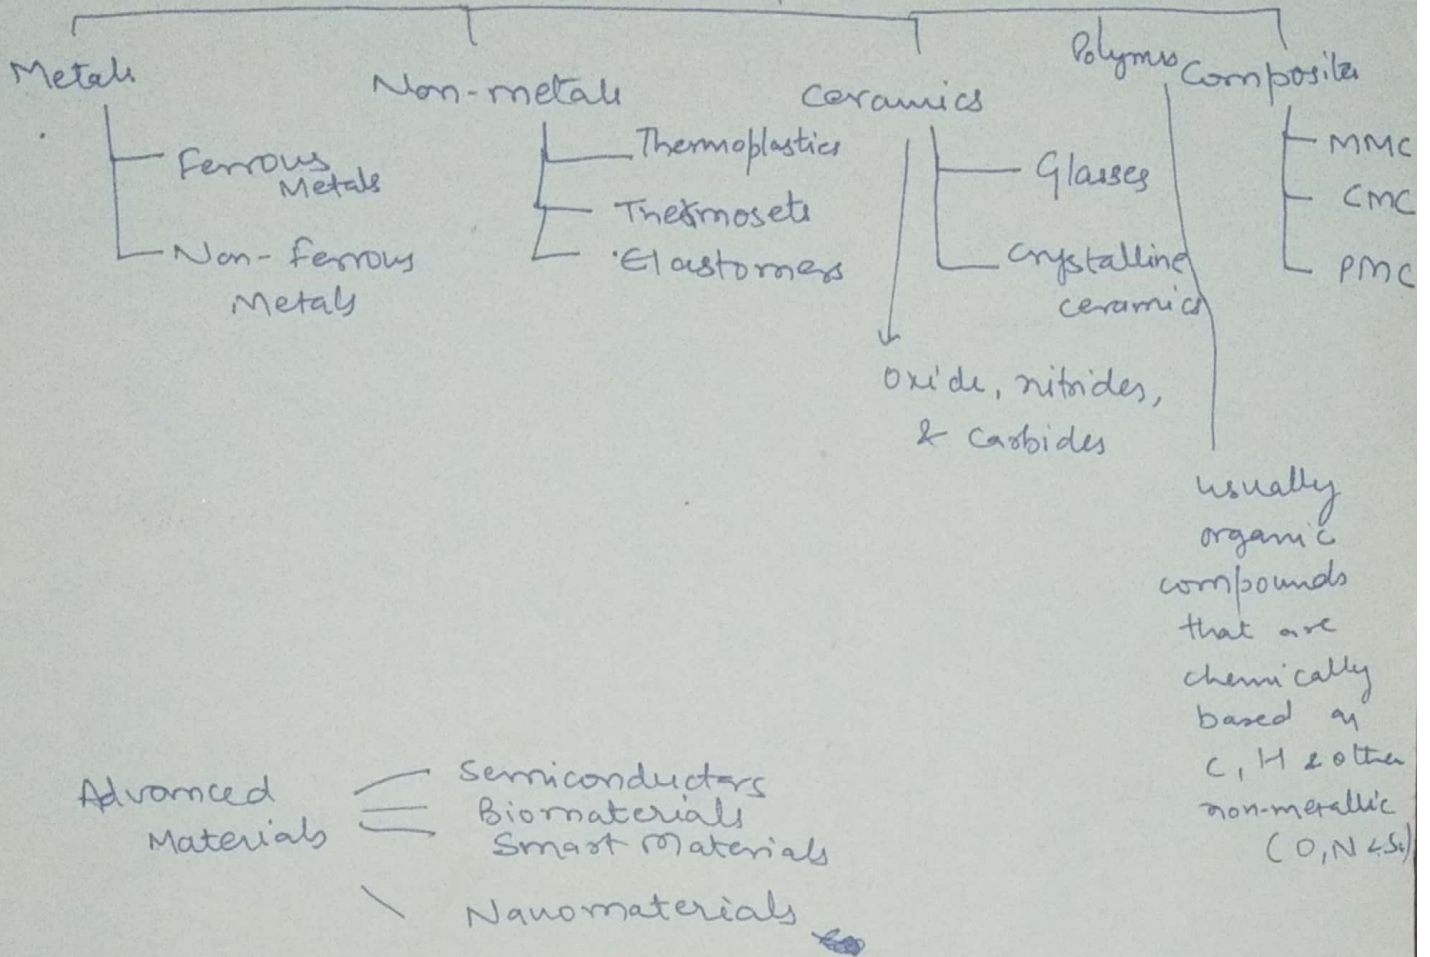 Metals
Ferrous
Metals
Non-ferrous
Metals
Non-metals
Thermoplastics
Thermosets
Elastomers
Ceramics
Glasses
Crystalline
ceramics
Oxide, nitrides,
& Carbides
Polymers
usually
organic
compounds
that are
chemically
based on
C, H & other
non-metallic
(O, N & Si)
Composites
MMC
CMC
PMC
Advanced
Materials
Semiconductors
Biomaterials
Smart Materials
Nanomaterials